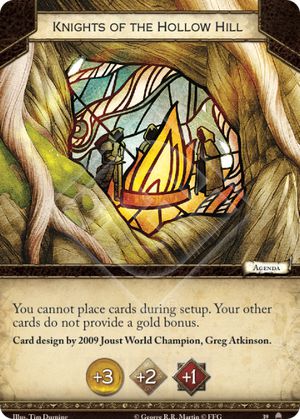 Knights of the Hollow Hill
Agenda
You cannot place cards during setup. Your other
cards do not provide a gold bonus.
Card design by 2009 Joust World Champion, Greg Atkinson.
+3 +2 +1
Illus. Tim Durning © George R.R. Martin © FFG